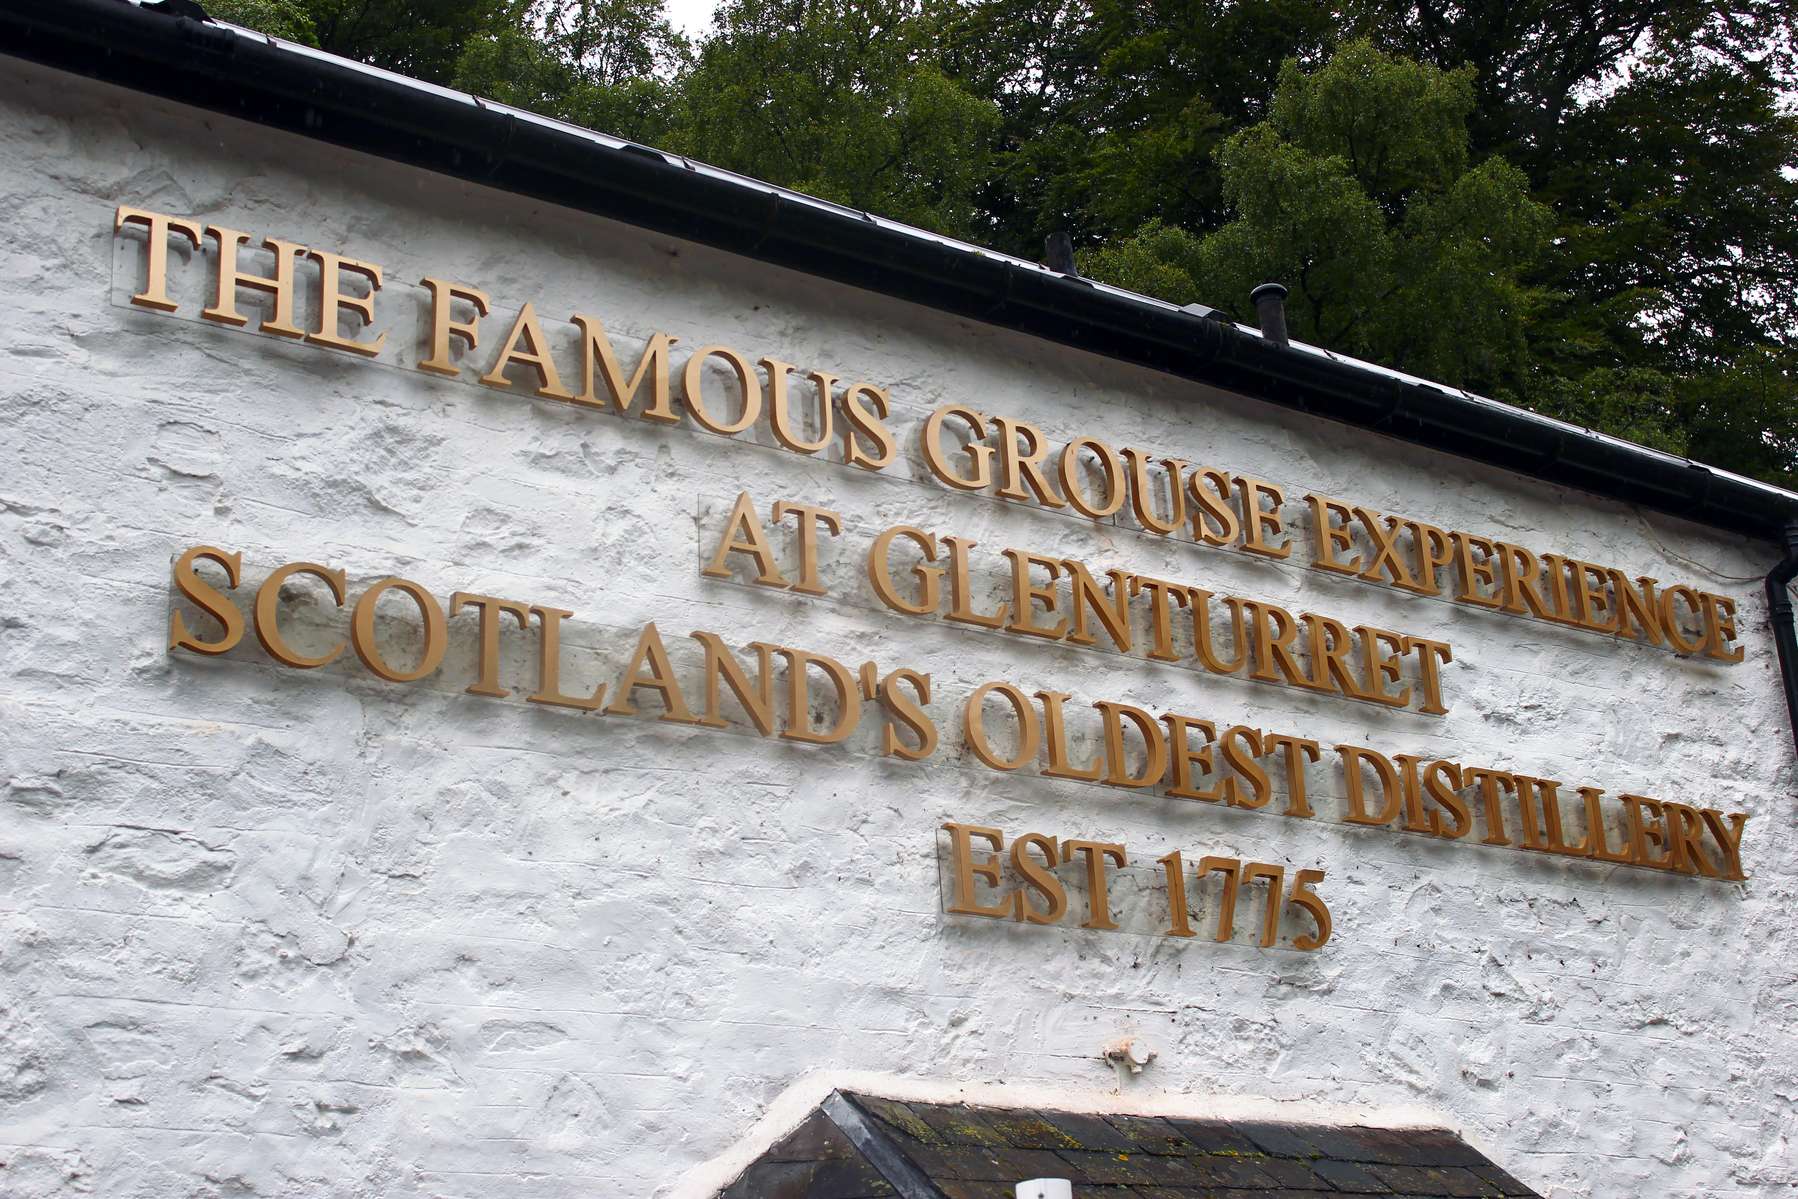 THE FAMOUS GROUSE EXPERIENCE
AT GLENTURRET
SCOTLAND'S OLDEST DISTILLERY
EST 1775